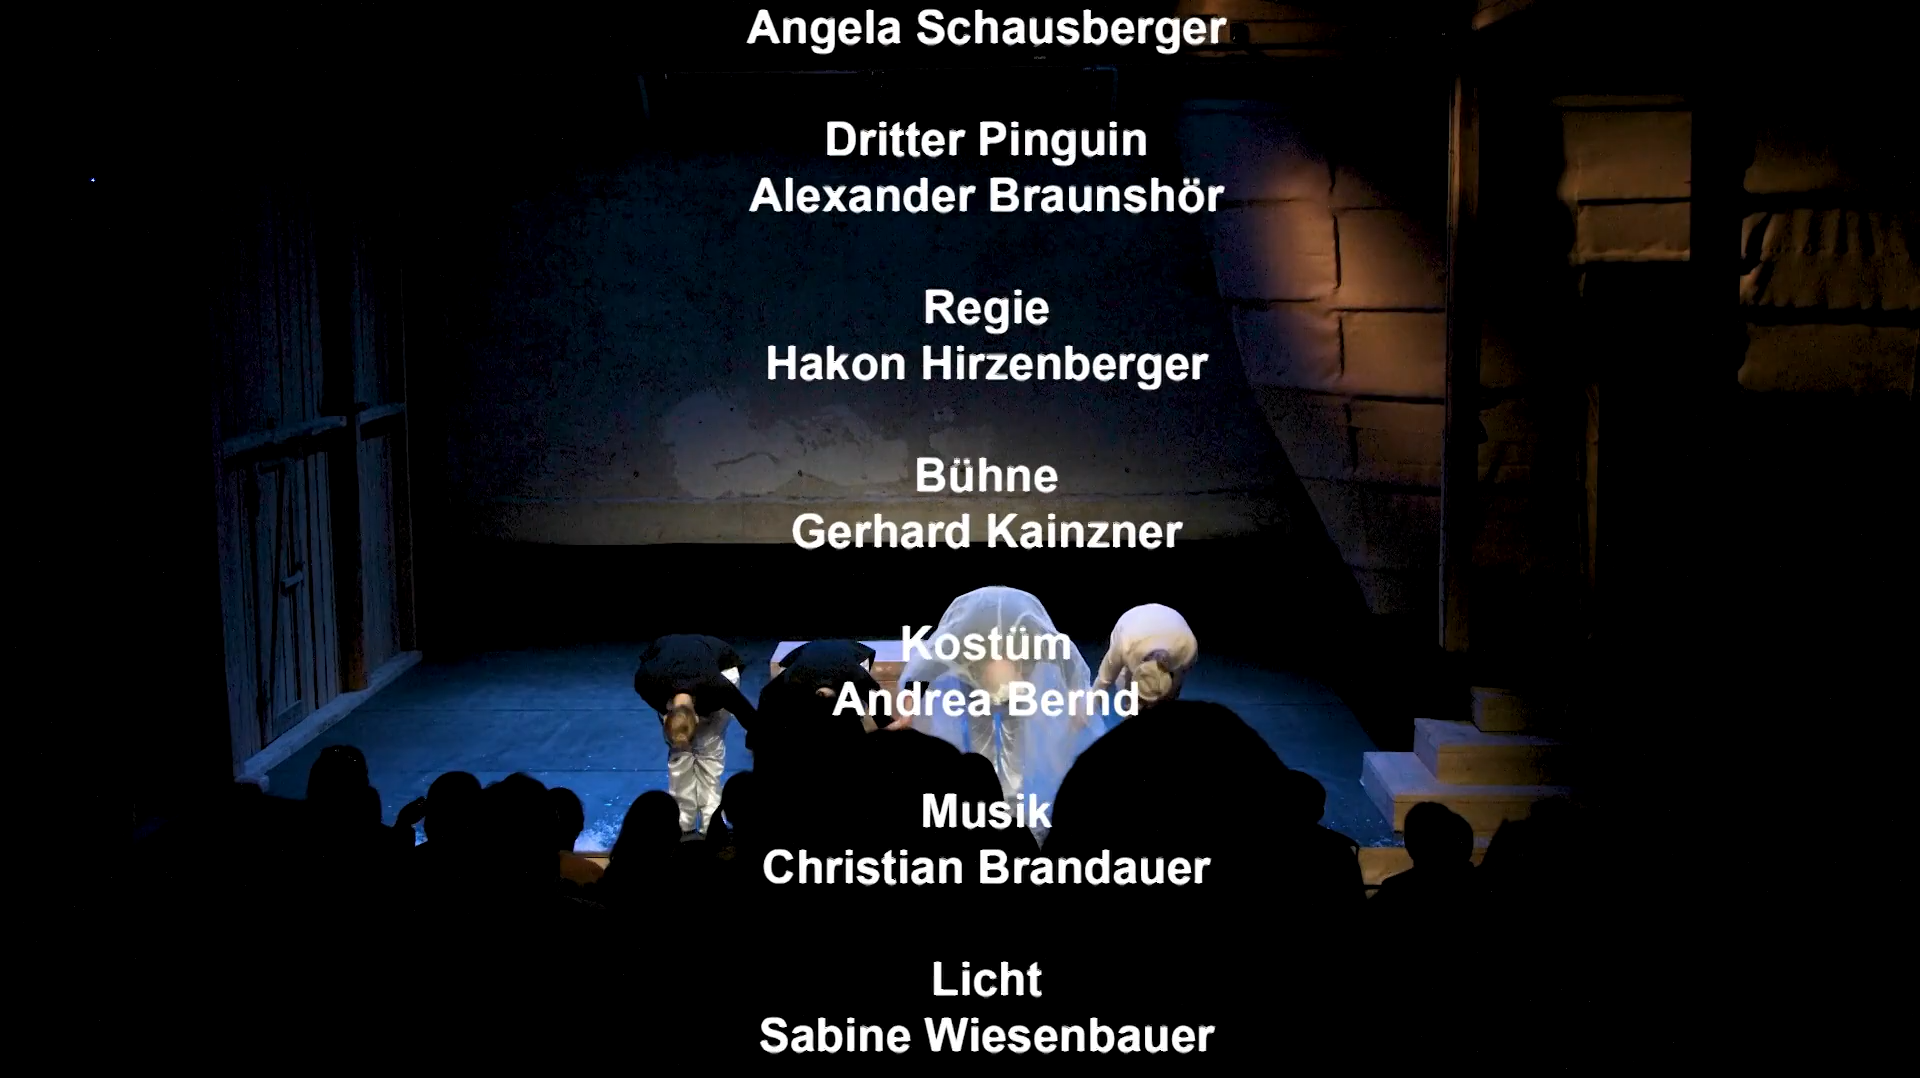 Angela Schausberger
Dritter Pinguin
Alexander Braunshör
Regie
Hakon Hirzenberger
Bühne
Gerhard Kainzner
Kostüm
Andrea Bernd
Musik
Christian Brandauer
Licht
Sabine Wiesenbauer